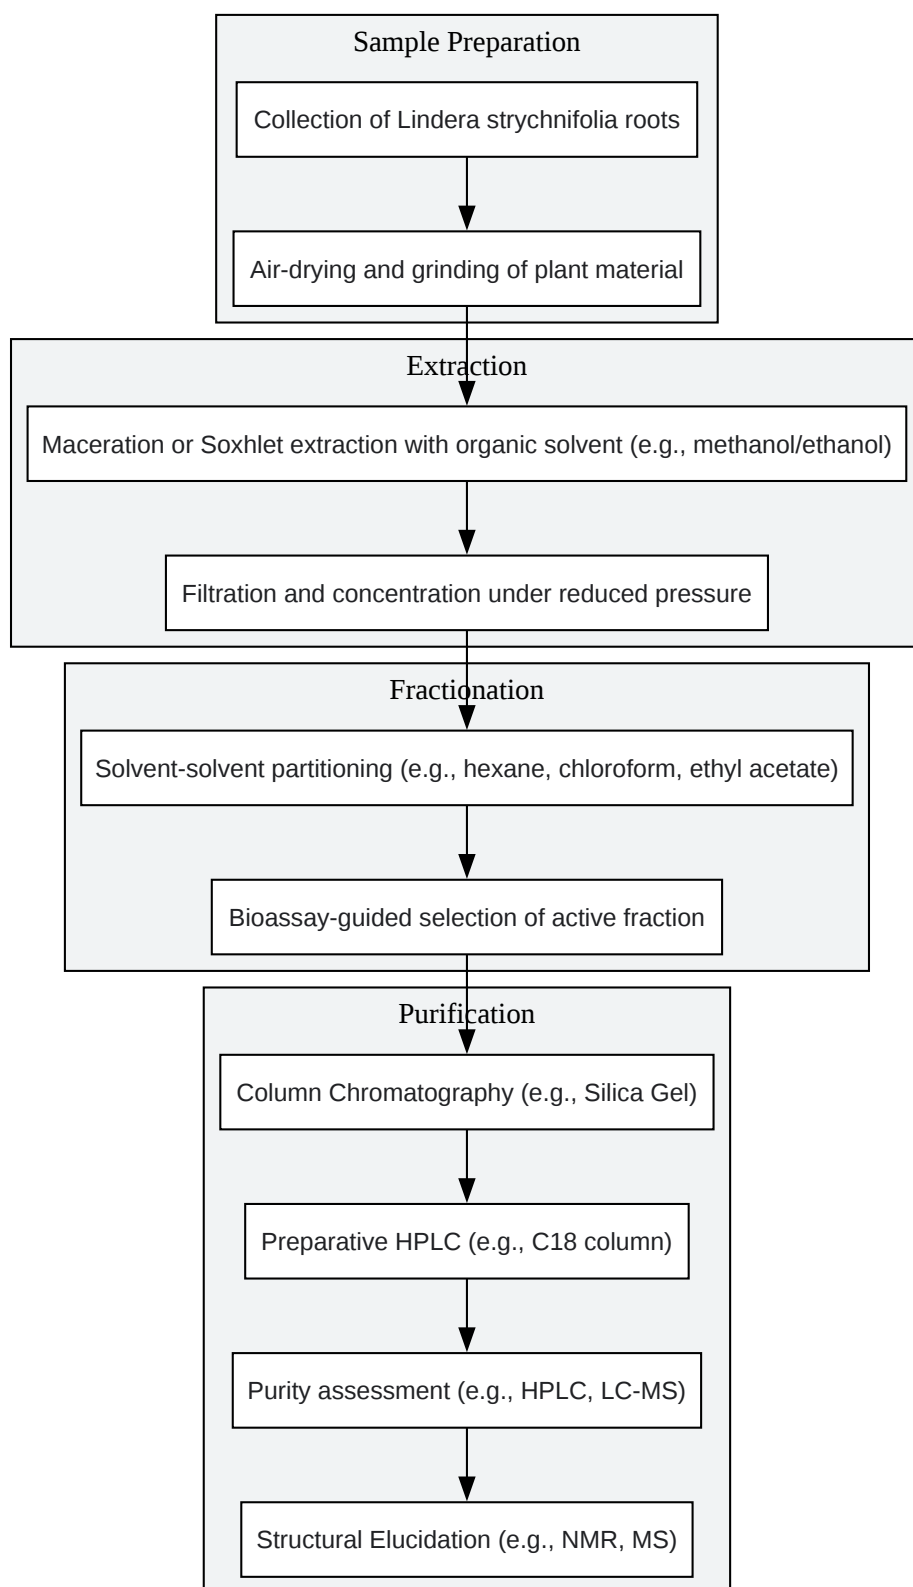 Sample Preparation
Collection of Lindera strychnifolia roots
Air-drying and grinding of plant material
Extraction
Maceration or Soxhlet extraction with organic solvent (e.g., methanol/ethanol)
Filtration and concentration under reduced pressure
Fractionation
Solvent-solvent partitioning (e.g., hexane, chloroform, ethyl acetate)
Bioassay-guided selection of active fraction
Purification
Column Chromatography (e.g., Silica Gel)
Preparative HPLC (e.g., C18 column)
Purity assessment (e.g., HPLC, LC-MS)
Structural Elucidation (e.g., NMR, MS)